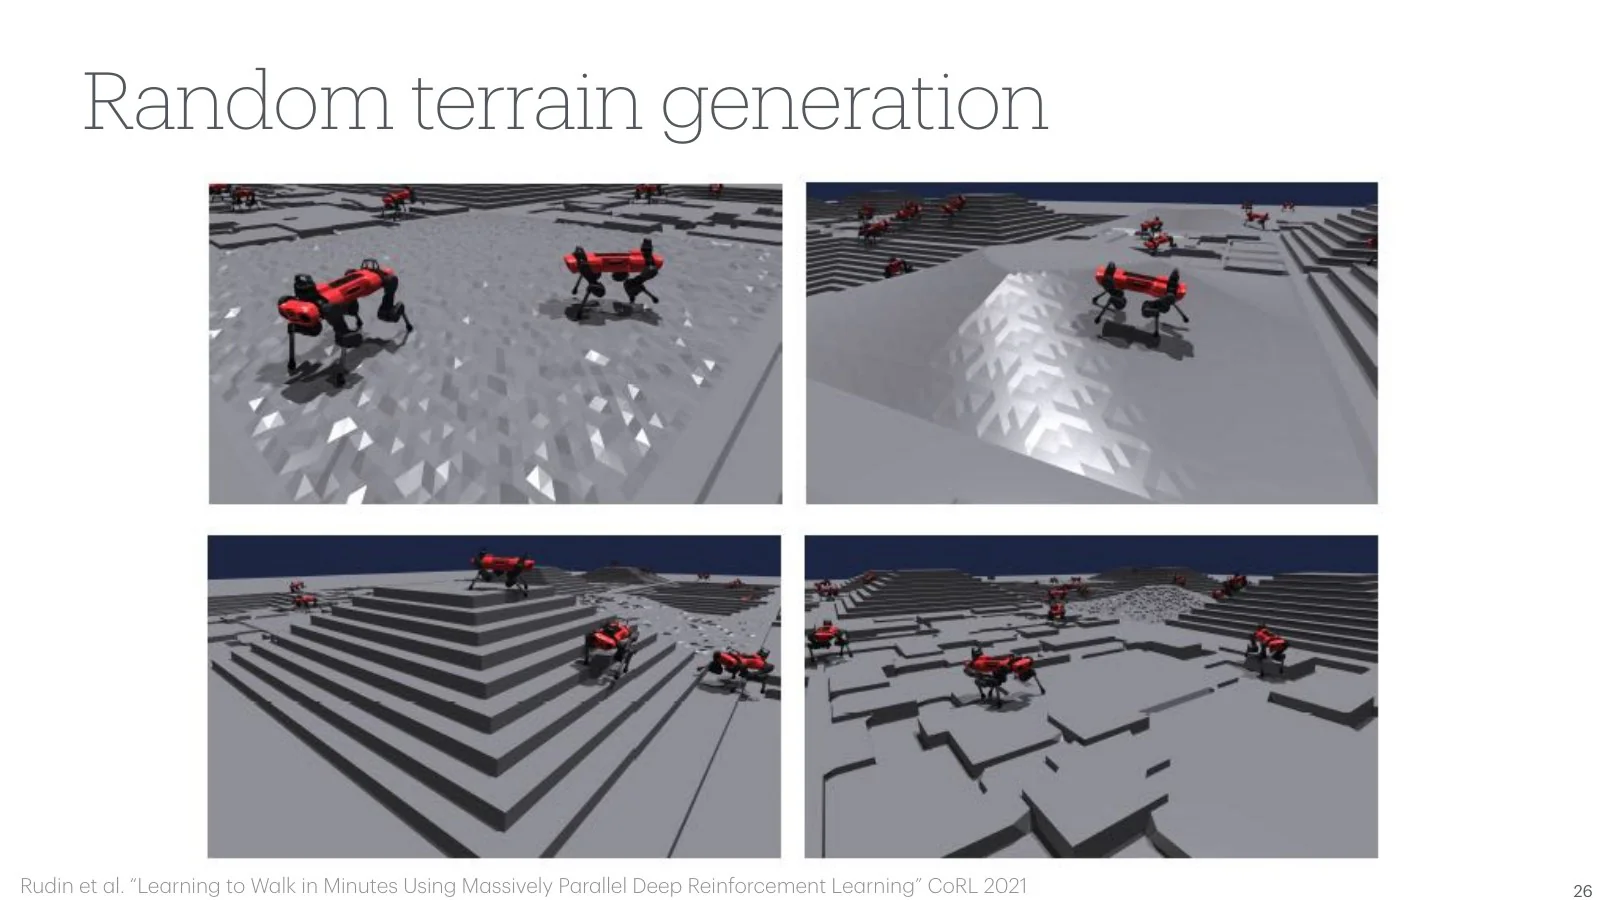 Random terrain generation
Rudin et al. “Learning to Walk in Minutes Using Massively Parallel Deep Reinforcement Learning” CoRL 2021
26